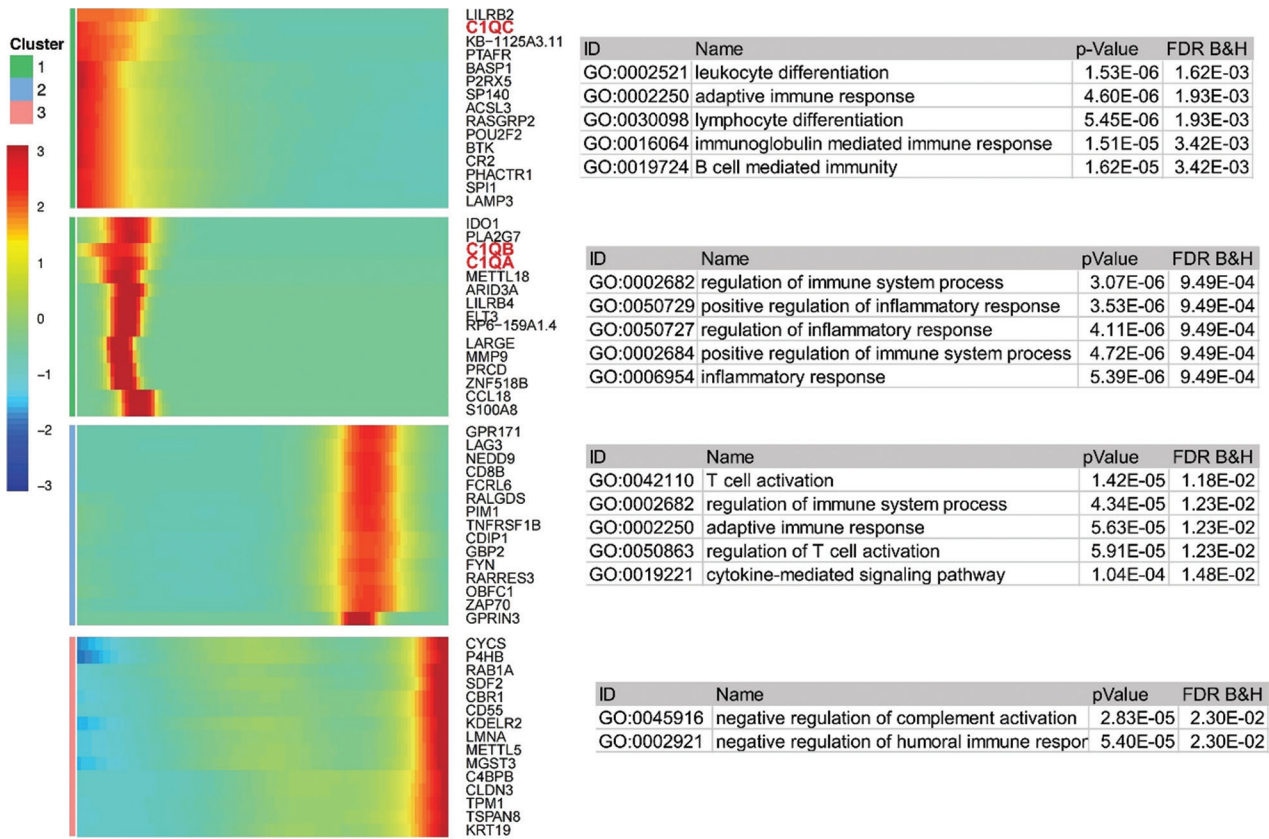 Cluster
1
2
3
3
2
1
0
−1
−2
−3
LILRB2
C1QC
KB−1125A3.11
PTAFR
BASP1
P2RX5
SP140
ACSL3
RASGRP2
POU2F2
BTK
CR2
PHACTR1
SPI1
LAMP3
ID Name p-Value FDR B&H
GO:0002521 leukocyte differentiation 1.53E-06 1.62E-03
GO:0002250 adaptive immune response 4.60E-06 1.93E-03
GO:0030098 lymphocyte differentiation 5.45E-06 1.93E-03
GO:0016064 immunoglobulin mediated immune response 1.51E-05 3.42E-03
GO:0019724 B cell mediated immunity 1.62E-05 3.42E-03
IDO1
PLA2G7
C1QB
C1QA
METTL18
ARID3A
LILRB4
FLT3
RP6−159A1.4
LARGE
MMP9
PRCD
ZNF518B
CCL18
S100A8
ID Name pValue FDR B&H
GO:0002682 regulation of immune system process 3.07E-06 9.49E-04
GO:0050729 positive regulation of inflammatory response 3.53E-06 9.49E-04
GO:0050727 regulation of inflammatory response 4.11E-06 9.49E-04
GO:0002684 positive regulation of immune system process 4.72E-06 9.49E-04
GO:0006954 inflammatory response 5.39E-06 9.49E-04
GPR171
LAG3
NEDD9
CD8B
FCRL6
RALGDS
PIM1
TNFRSF1B
CDIP1
GBP2
FYN
RARRES3
OBFC1
ZAP70
GPRIN3
ID Name pValue FDR B&H
GO:0042110 T cell activation 1.42E-05 1.18E-02
GO:0002682 regulation of immune system process 4.34E-05 1.23E-02
GO:0002250 adaptive immune response 5.63E-05 1.23E-02
GO:0050863 regulation of T cell activation 5.91E-05 1.23E-02
GO:0019221 cytokine-mediated signaling pathway 1.04E-04 1.48E-02
CYCS
P4HB
RAB1A
SDF2
CBR1
CD55
KDELR2
LMNA
METTL5
MGST3
C4BPB
CLDN3
TPM1
TSPAN8
KRT19
ID Name pValue FDR B&H
GO:0045916 negative regulation of complement activation 2.83E-05 2.30E-02
GO:0002921 negative regulation of humoral immune respor 5.40E-05 2.30E-02